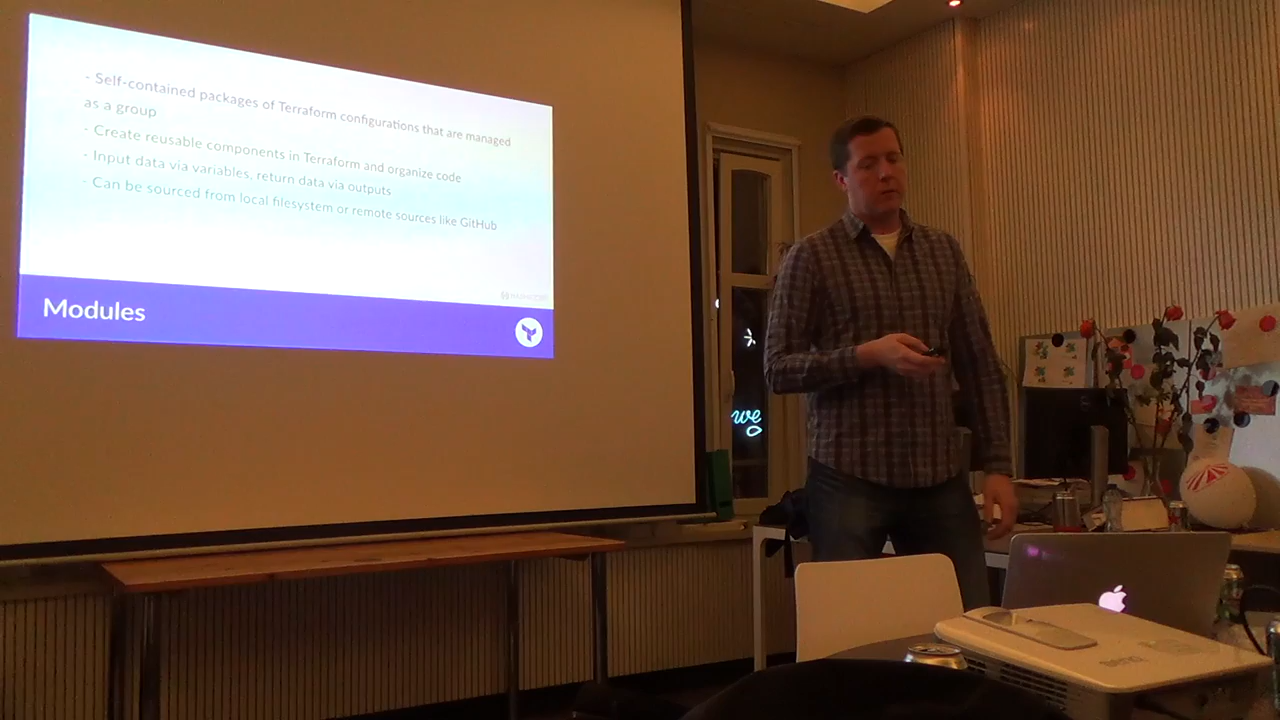 - Self-contained packages of Terraform configurations that are managed
as a group
- Create reusable components in Terraform and organize code
- Input data via variables, return data via outputs
- Can be sourced from local filesystem or remote sources like GitHub
HASHICORP
Modules
we